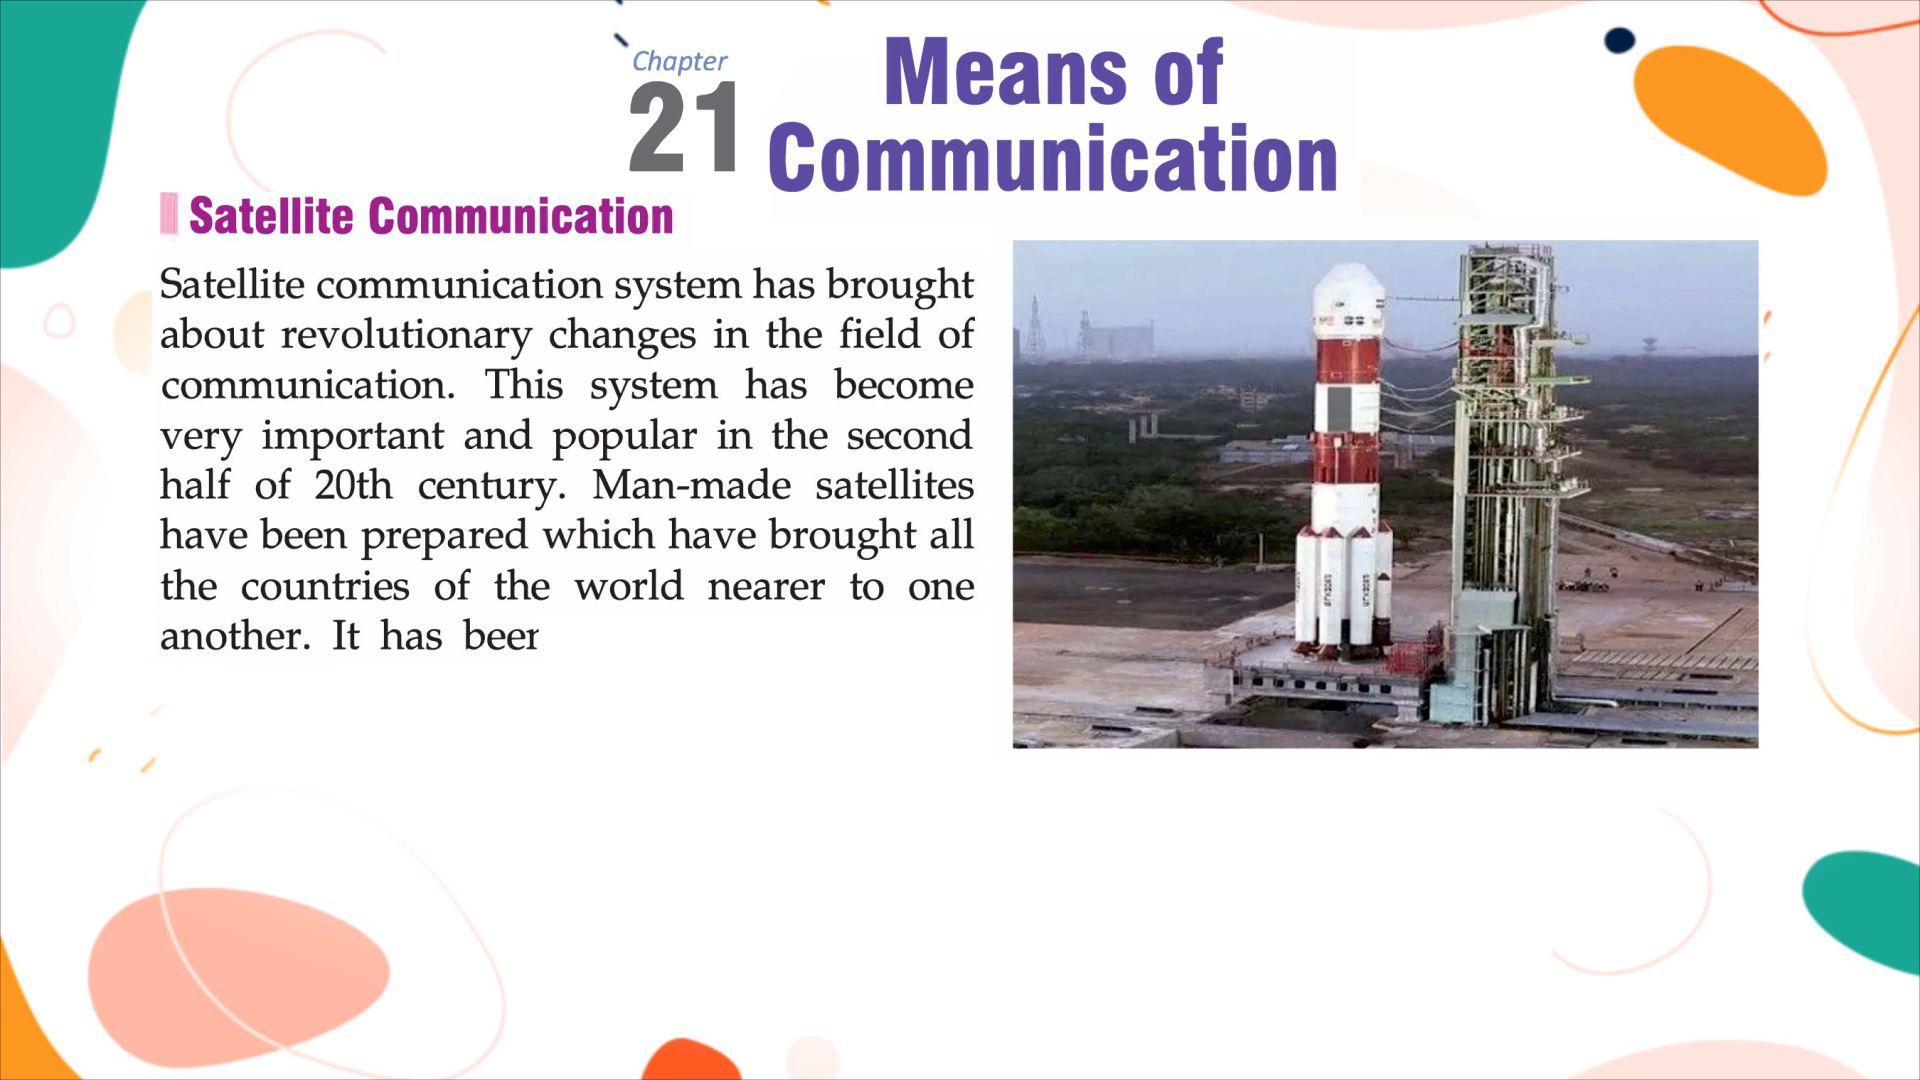 Chapter
21
Means of
Communication
Satellite Communication
Satellite communication system has brought
about revolutionary changes in the field of
communication. This system has become
very important and popular in the second
half of 20th century. Man-made satellites
have been prepared which have brought all
the countries of the world nearer to one
another. It has